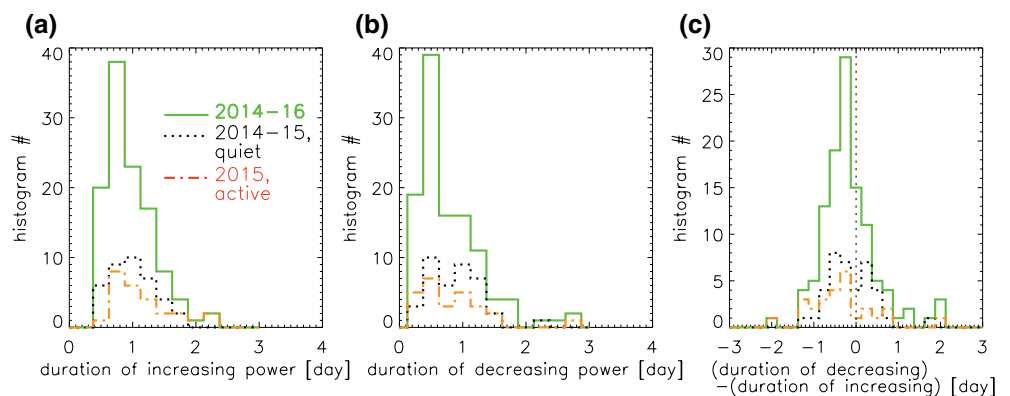 (a)
(b)
(c)
histogram #
40
30
20
10
0
2014−16
2014−15,
quiet
2015,
active
0 1 2 3 4
duration of increasing power [day]
histogram #
40
30
20
10
0
0 1 2 3 4
duration of decreasing power [day]
histogram #
30
25
20
15
10
5
0
−3 −2 −1 0 1 2 3
(duration of decreasing)
−(duration of increasing) [day]